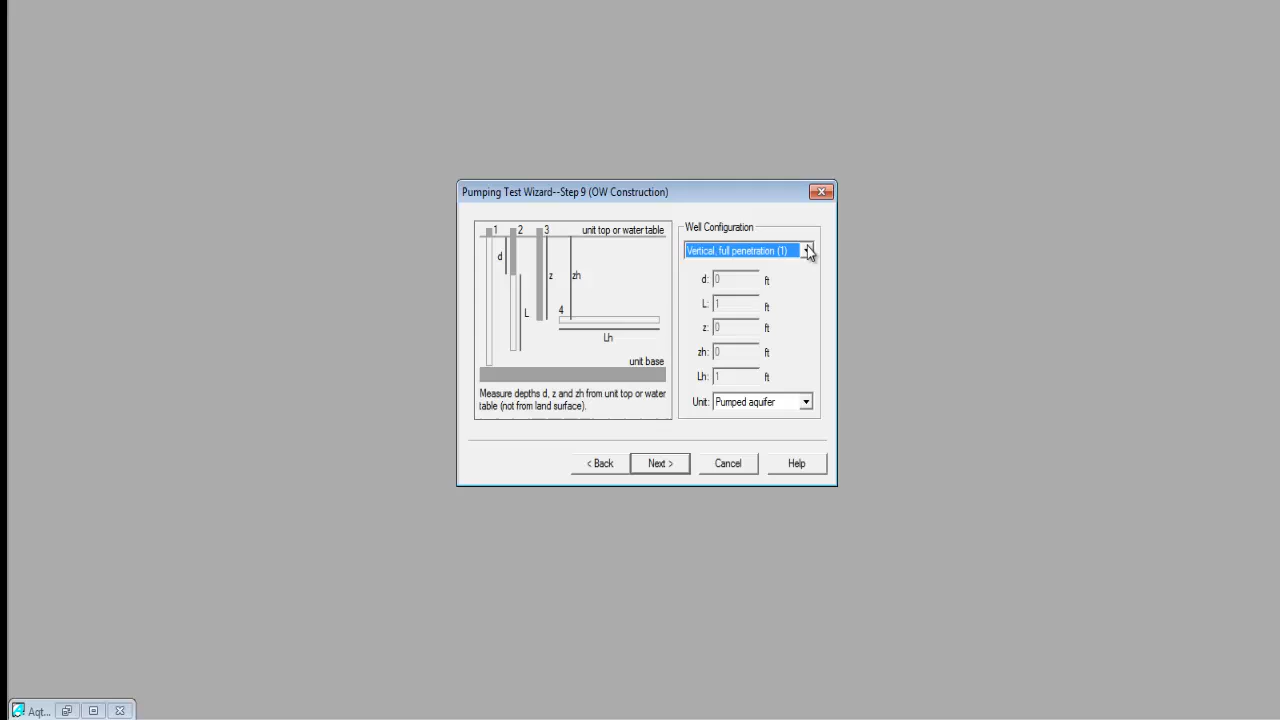 Pumping Test Wizard--Step 9 (OW Construction)
1 2 3 unit top or water table
d
z zh
L
4
Lh
unit base
Measure depths d, z and zh from unit top or water
table (not from land surface).
Well Configuration
Vertical, full penetration (1)
d: 0 ft
L: 1 ft
z: 0 ft
zh: 0 ft
Lh: 1 ft
Unit: Pumped aquifer
< Back Next > Cancel Help
Aqt...